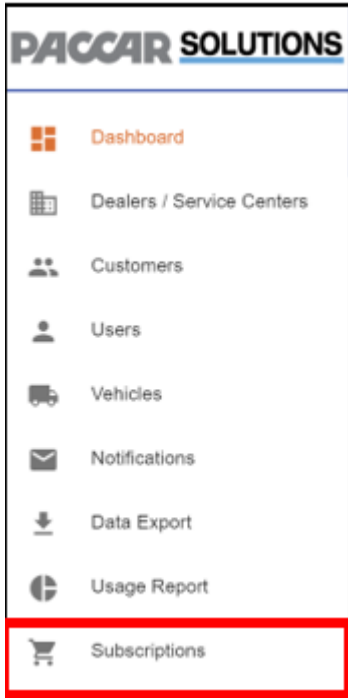 PACCAR SOLUTIONS
Dashboard
Dealers / Service Centers
Customers
Users
Vehicles
Notifications
Data Export
Usage Report
Subscriptions